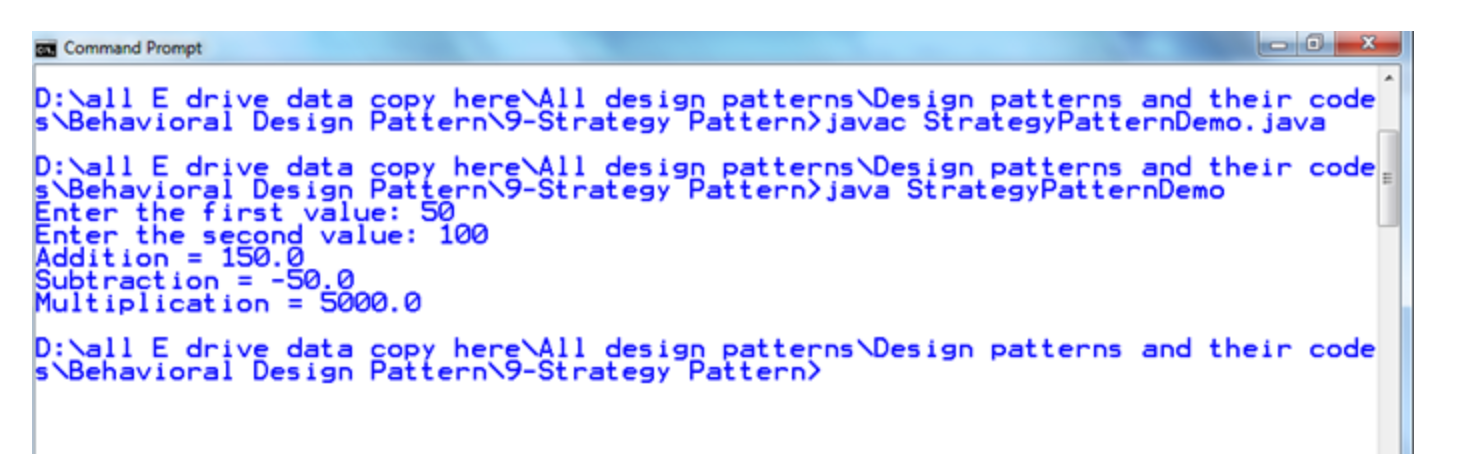 Command Prompt
D:\all E drive data copy here\All design patterns\Design patterns and their code
s\Behavioral Design Pattern\9-Strategy Pattern>javac StrategyPatternDemo.java
D:\all E drive data copy here\All design patterns\Design patterns and their code
s\Behavioral Design Pattern\9-Strategy Pattern>java StrategyPatternDemo
Enter the first value: 50
Enter the second value: 100
Addition = 150.0
Subtraction = -50.0
Multiplication = 5000.0
D:\all E drive data copy here\All design patterns\Design patterns and their code
s\Behavioral Design Pattern\9-Strategy Pattern>